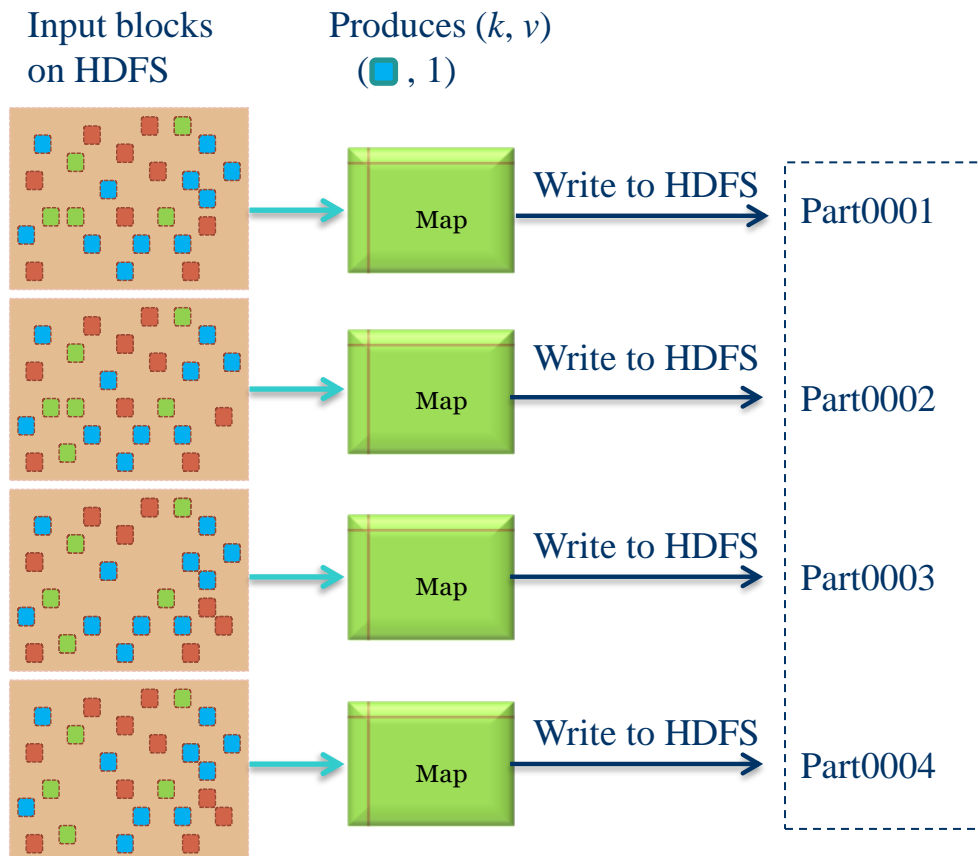 Input blocks
on HDFS
Produces (k, v)
( , 1)
Map
Write to HDFS
Part0001
Map
Write to HDFS
Part0002
Map
Write to HDFS
Part0003
Map
Write to HDFS
Part0004